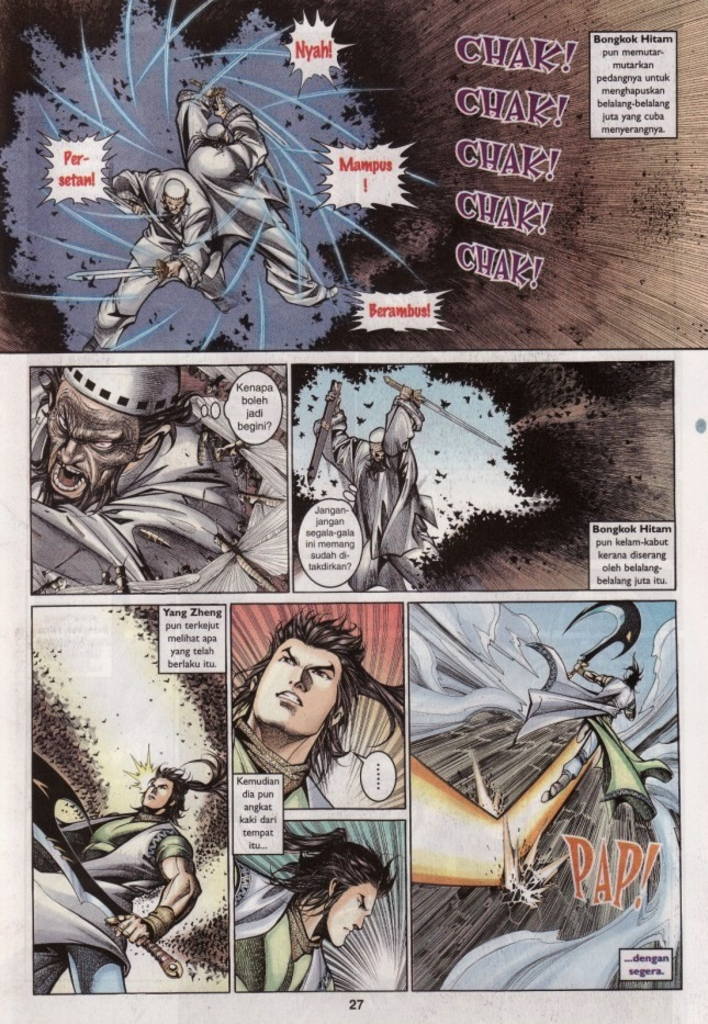 Nyah!
Per-
setan!
Mampus
!
Berambus!
CHAK!
CHAK!
CHAK!
CHAK!
CHAK!
Bongkok Hitam
pun memutar-
mutarkan
pedangnya untuk
menghapuskan
belalang-belalang
juta yang cuba
menyerangnya.
Kenapa
boleh
jadi
begini?
Jangan-
jangan
segala-gala
ini memang
sudah di-
takdirkan?
Bongkok Hitam
pun kelam-kabut
kerana diserang
oleh belalang-
belalang juta itu.
Yang Zheng
pun terkejut
melihat apa
yang telah
berlaku itu.
......
Kemudian
dia pun
angkat
kaki dari
tempat
itu...
PAP!
...dengan
segera.
27